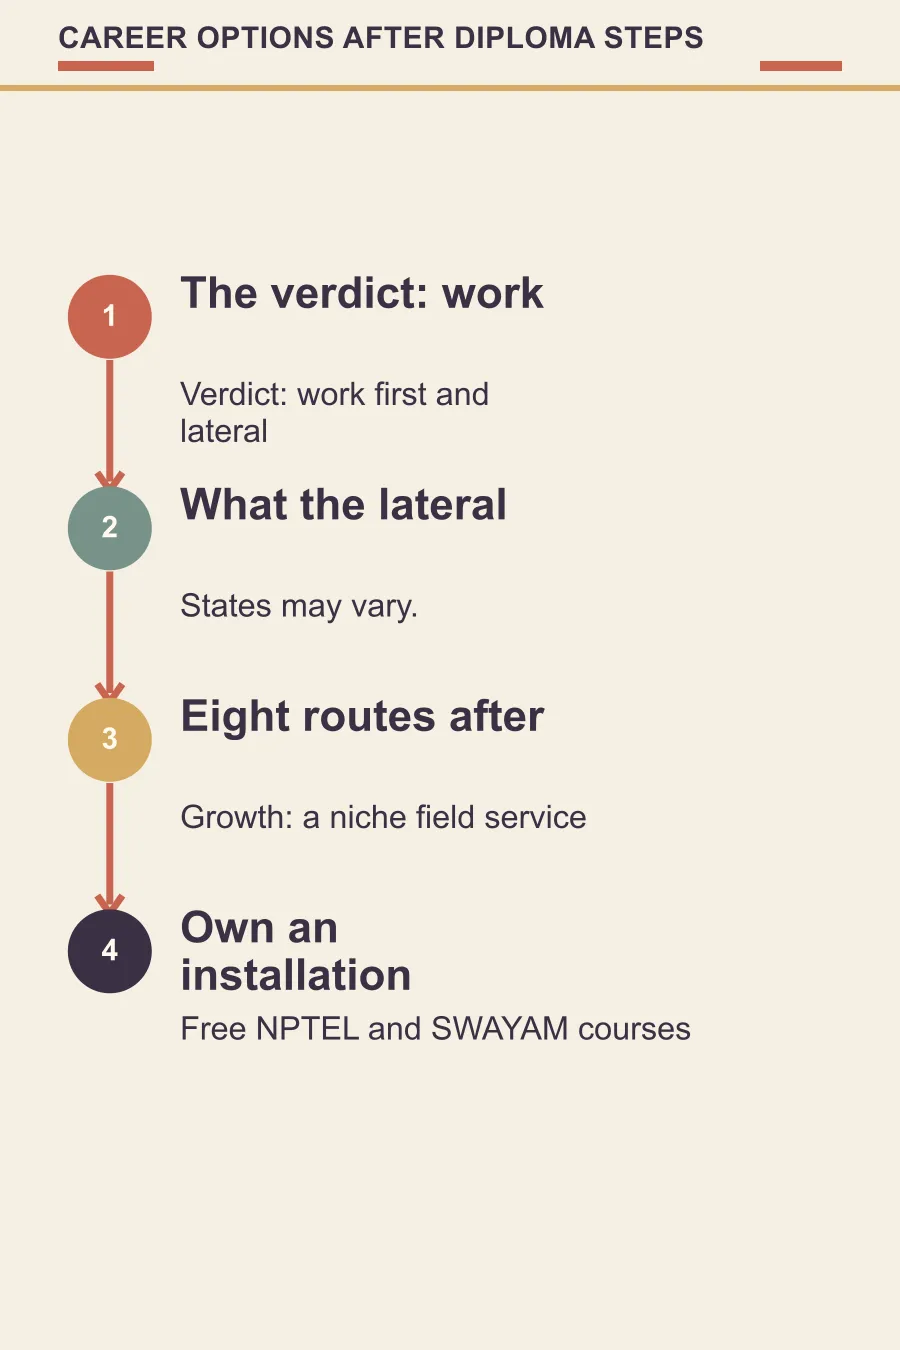 CAREER OPTIONS AFTER DIPLOMA STEPS
1
The verdict: work
Verdict: work first and
lateral
2
What the lateral
States may vary.
3
Eight routes after
Growth: a niche field service
4
Own an
installation
Free NPTEL and SWAYAM courses